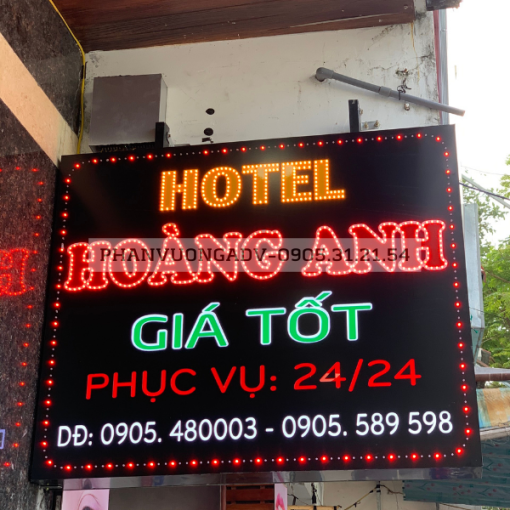 HOTEL
HOÀNG ANH
PHANVUONGADV-0905.31.21.54
GIÁ TỐT
PHỤC VỤ: 24/24
DĐ: 0905. 480003 - 0905. 589 598